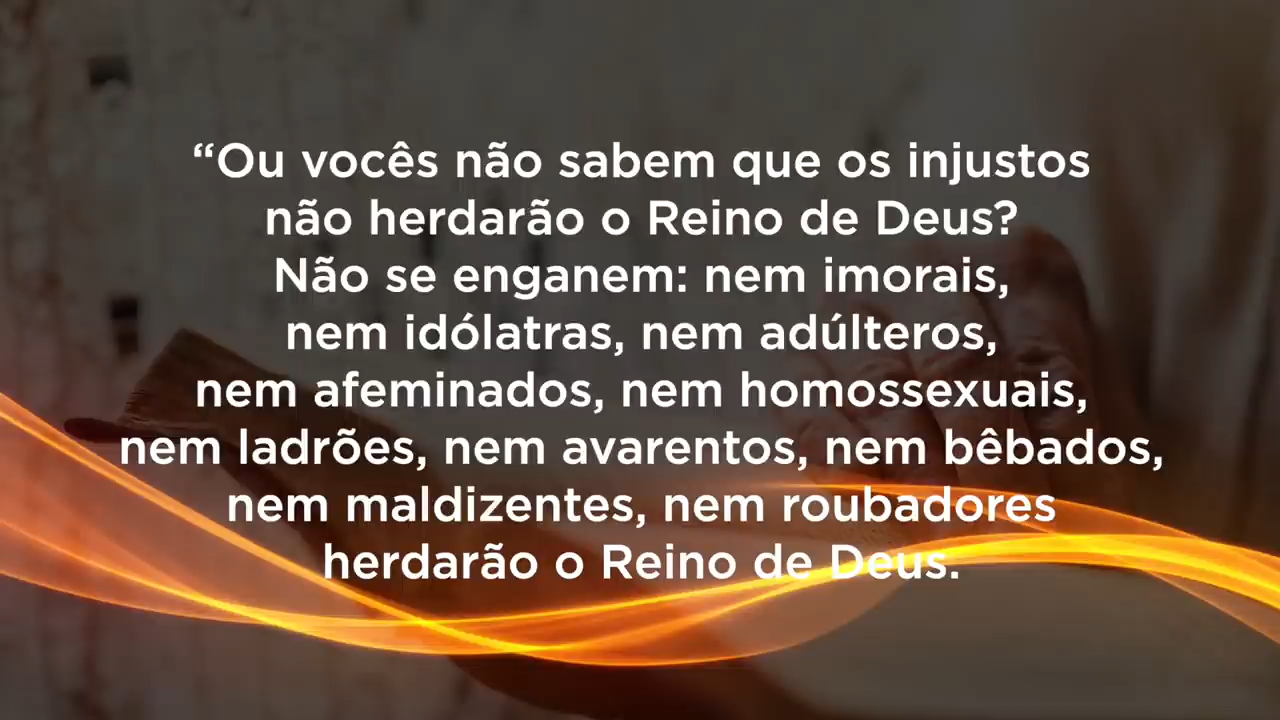 “Ou vocês não sabem que os injustos
não herdarão o Reino de Deus?
Não se enganem: nem imorais,
nem idólatras, nem adúlteros,
nem afeminados, nem homossexuais,
nem ladrões, nem avarentos, nem bêbados,
nem maldizentes, nem roubadores
herdarão o Reino de Deus.